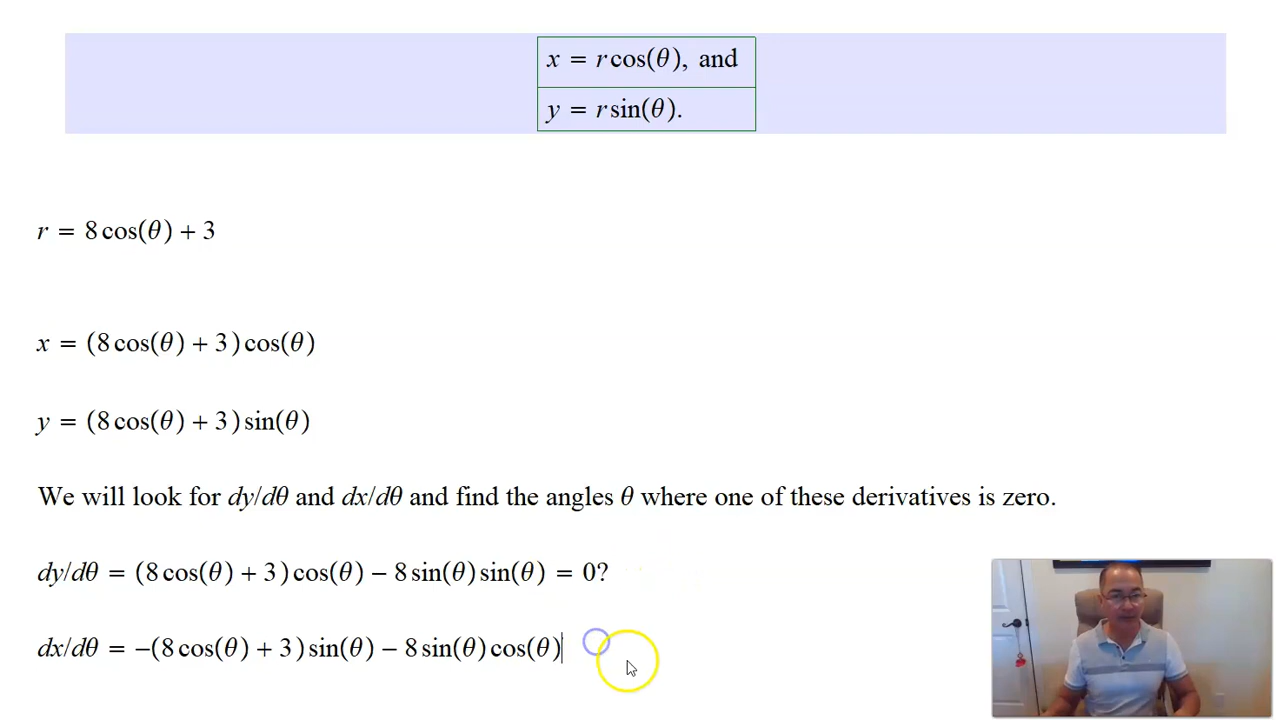 x = r cos(θ), and
y = r sin(θ).
r = 8 cos(θ) + 3
x = (8 cos(θ) + 3) cos(θ)
y = (8 cos(θ) + 3) sin(θ)
We will look for dy/dθ and dx/dθ and find the angles θ where one of these derivatives is zero.
dy/dθ = (8 cos(θ) + 3) cos(θ) − 8 sin(θ) sin(θ) = 0?
dx/dθ = −(8 cos(θ) + 3) sin(θ) − 8 sin(θ) cos(θ)